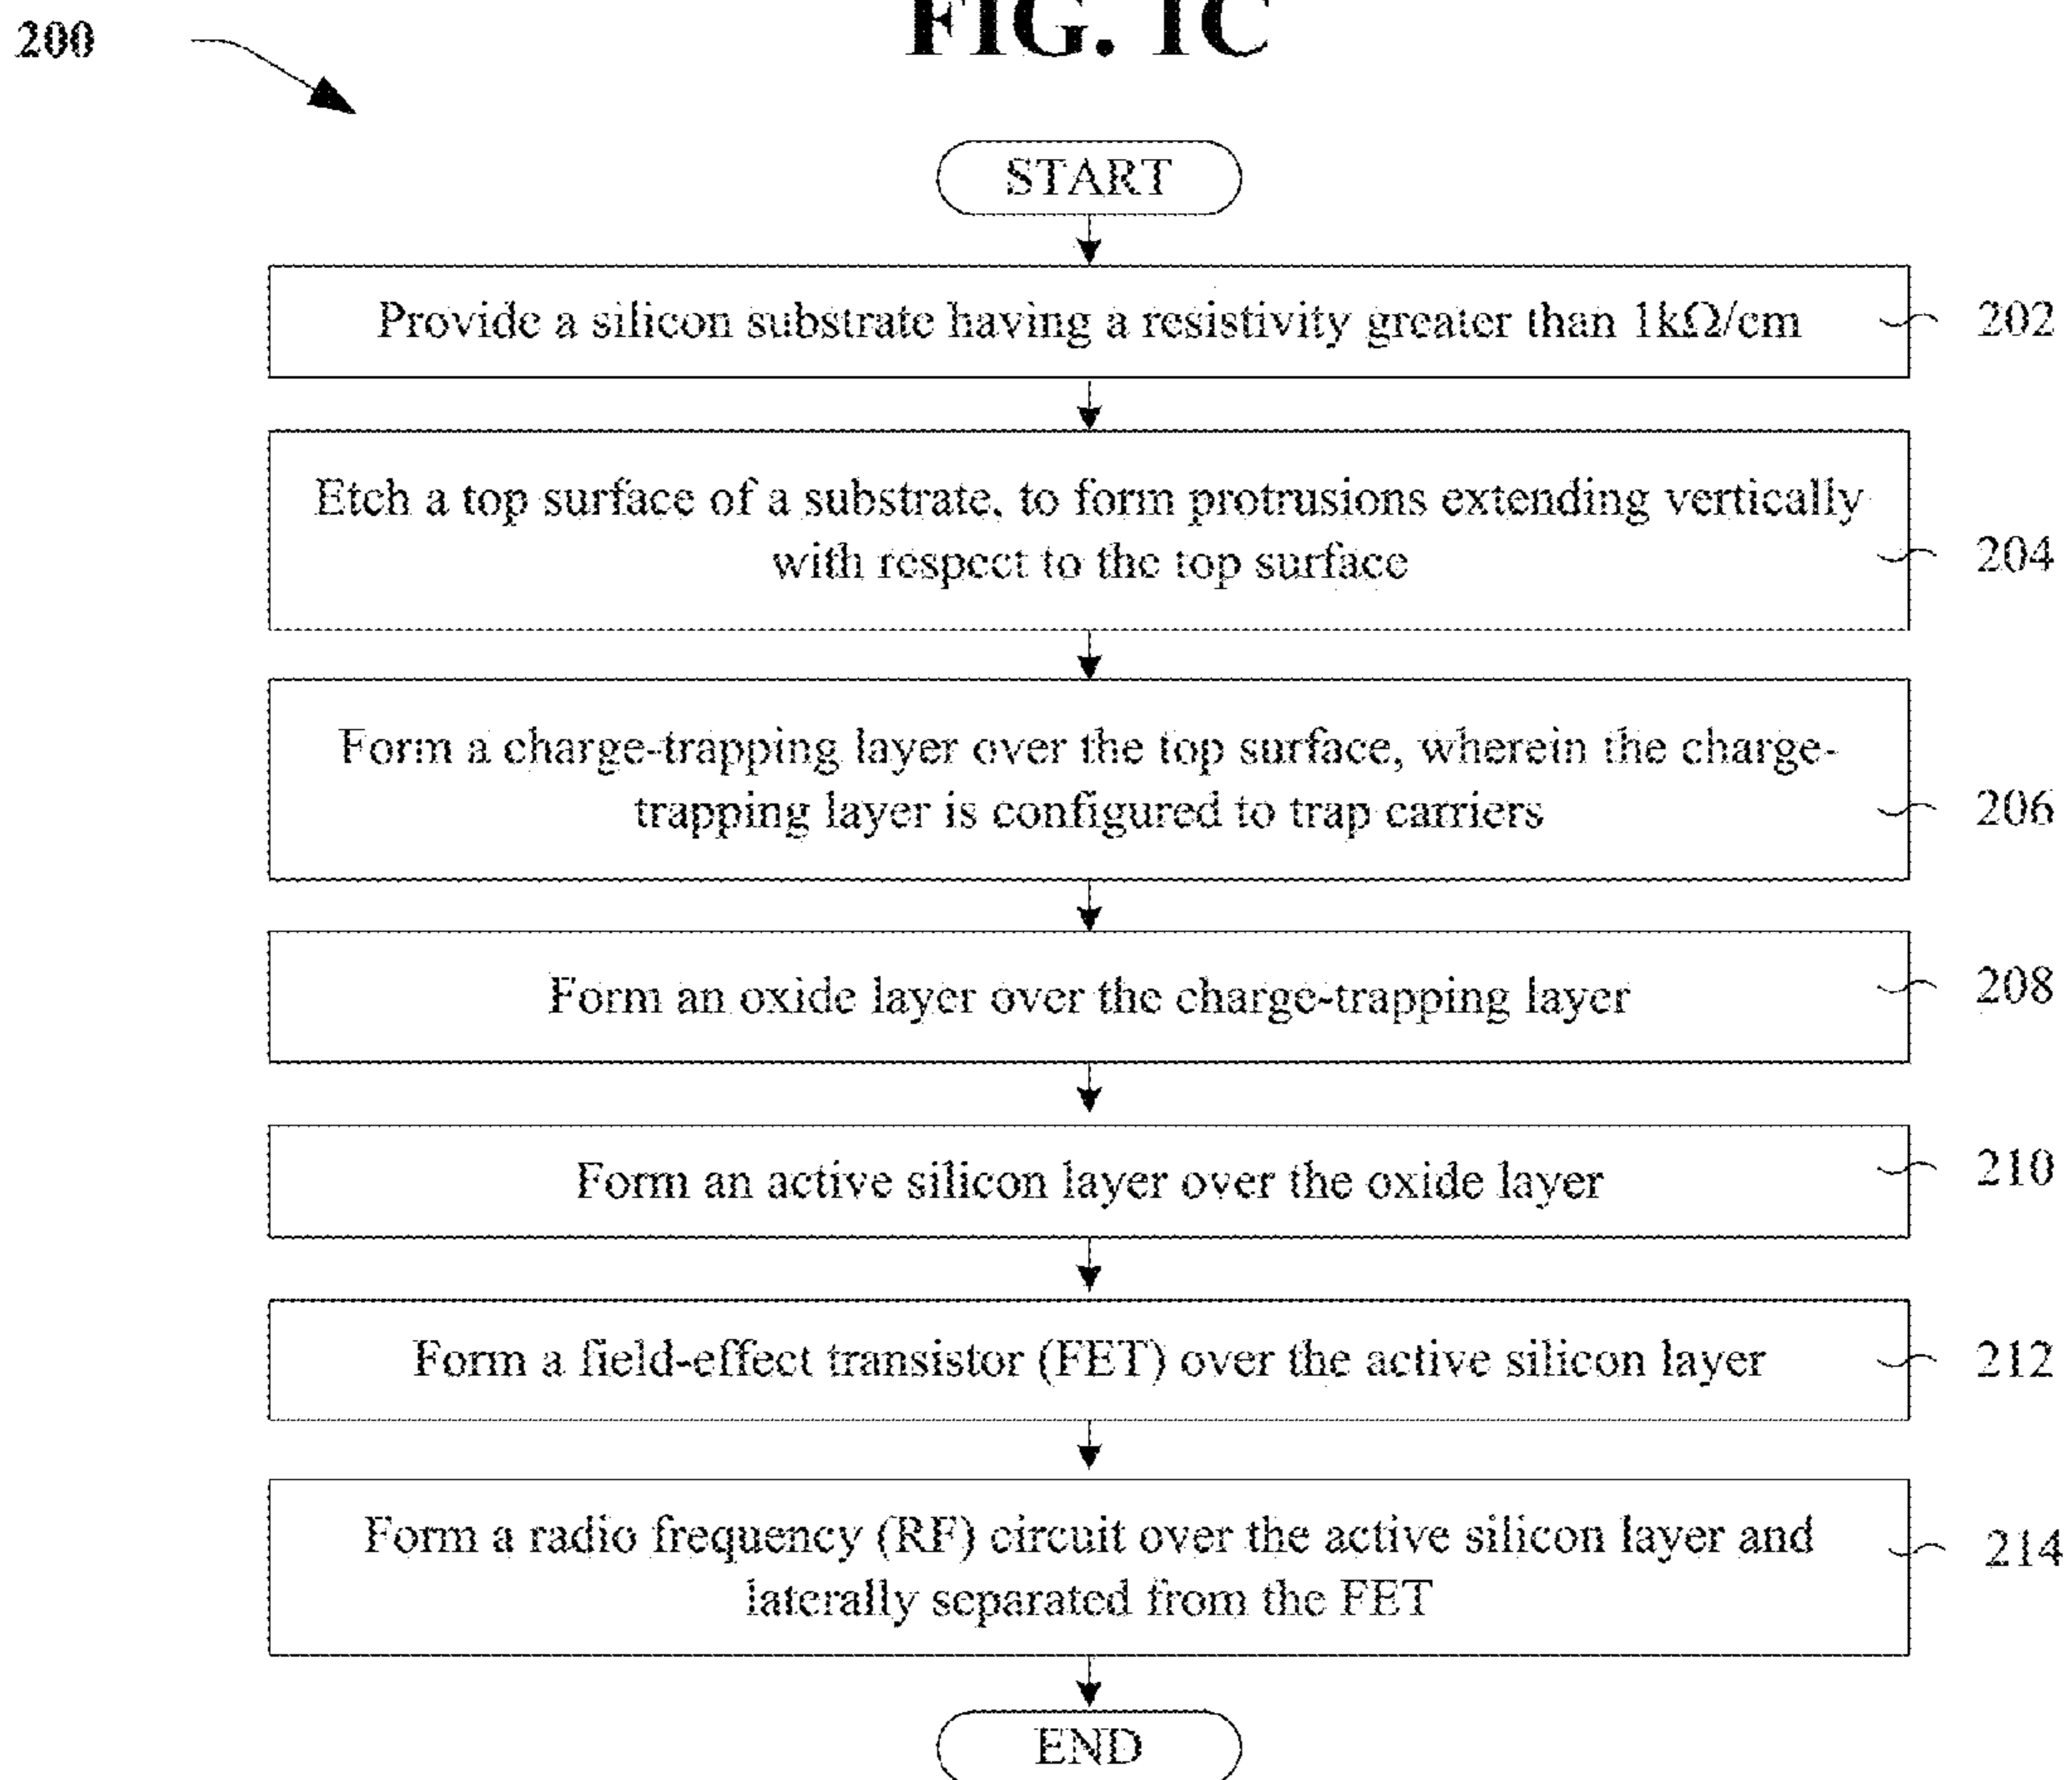 FIG. 1C
200
START
Provide a silicon substrate having a resistivity greater than 1kΩ/cm
202
Etch a top surface of a substrate, to form protrusions extending vertically
with respect to the top surface
204
Form a charge-trapping layer over the top surface, wherein the charge-
trapping layer is configured to trap carriers
206
Form an oxide layer over the charge-trapping layer
208
Form an active silicon layer over the oxide layer
210
Form a field-effect transistor (FET) over the active silicon layer
212
Form a radio frequency (RF) circuit over the active silicon layer and
laterally separated from the FET
214
END